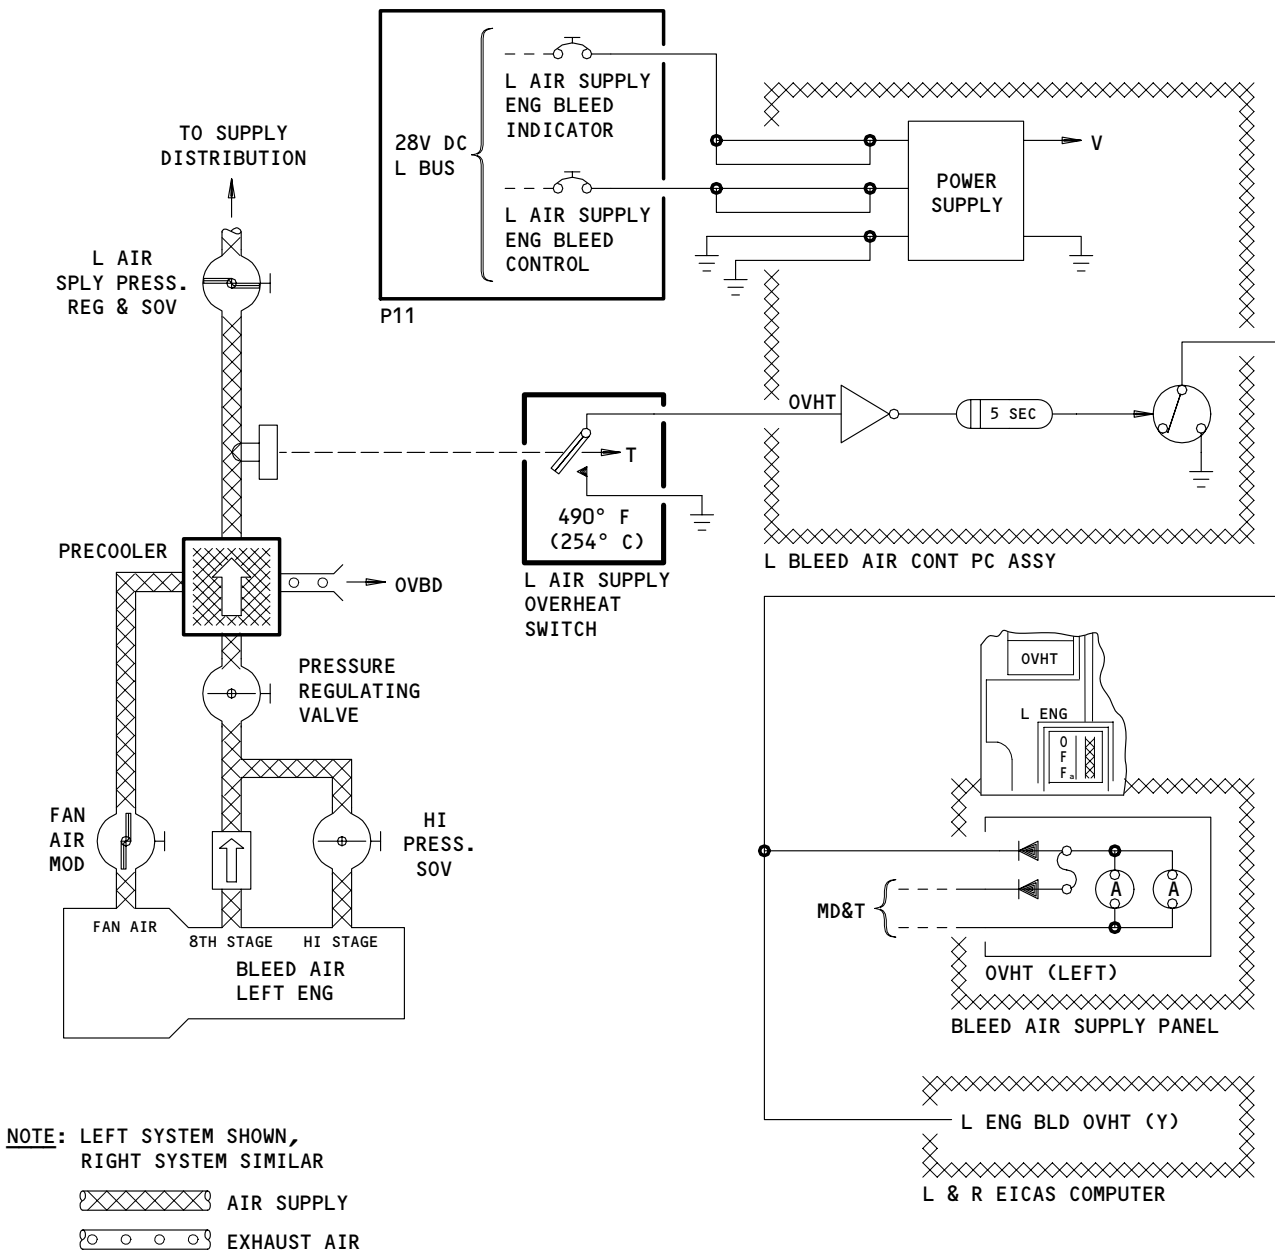 L AIR SUPPLY
ENG BLEED
INDICATOR
28V DC
L BUS
L AIR SUPPLY
ENG BLEED
CONTROL
P11
TO SUPPLY
DISTRIBUTION
L AIR
SPLY PRESS.
REG & SOV
POWER
SUPPLY
V
OVHT
5 SEC
L BLEED AIR CONT PC ASSY
T
490° F
(254° C)
L AIR SUPPLY
OVERHEAT
SWITCH
PRECOOLER
OVBD
PRESSURE
REGULATING
VALVE
FAN
AIR
MOD
HI
PRESS.
SOV
FAN AIR
8TH STAGE
HI STAGE
BLEED AIR
LEFT ENG
OVHT
L ENG
O
F
F
a
MD&T
A
A
OVHT (LEFT)
BLEED AIR SUPPLY PANEL
L ENG BLD OVHT (Y)
L & R EICAS COMPUTER
NOTE: LEFT SYSTEM SHOWN,
RIGHT SYSTEM SIMILAR
AIR SUPPLY
EXHAUST AIR